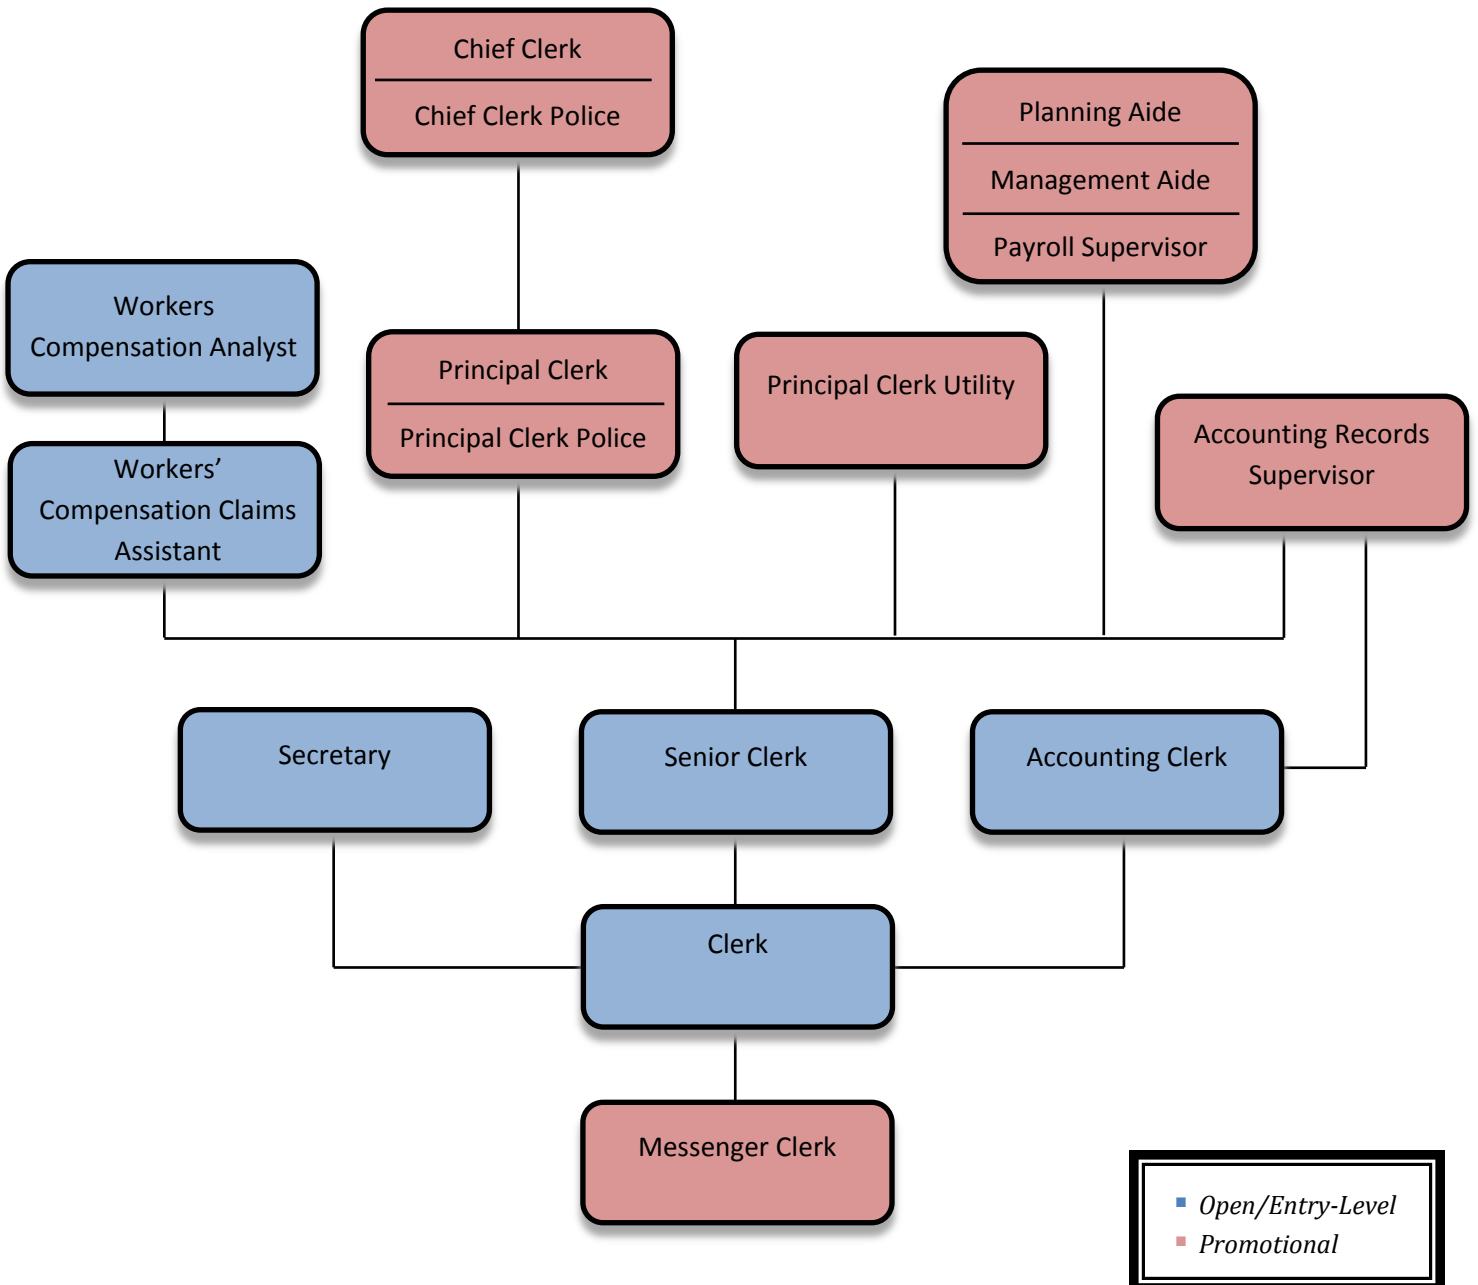 Chief Clerk
Chief Clerk Police
Planning Aide
Management Aide
Payroll Supervisor
Workers
Compensation Analyst
Principal Clerk
Principal Clerk Police
Principal Clerk Utility
Accounting Records
Supervisor
Workers’
Compensation Claims
Assistant
Secretary
Senior Clerk
Accounting Clerk
Clerk
Messenger Clerk
Open/Entry-Level
Promotional